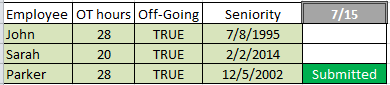 Employee OT hours Off-Going Seniority 7/15
John 28 TRUE 7/8/1995
Sarah 20 TRUE 2/2/2014
Parker 28 TRUE 12/5/2002 Submitted